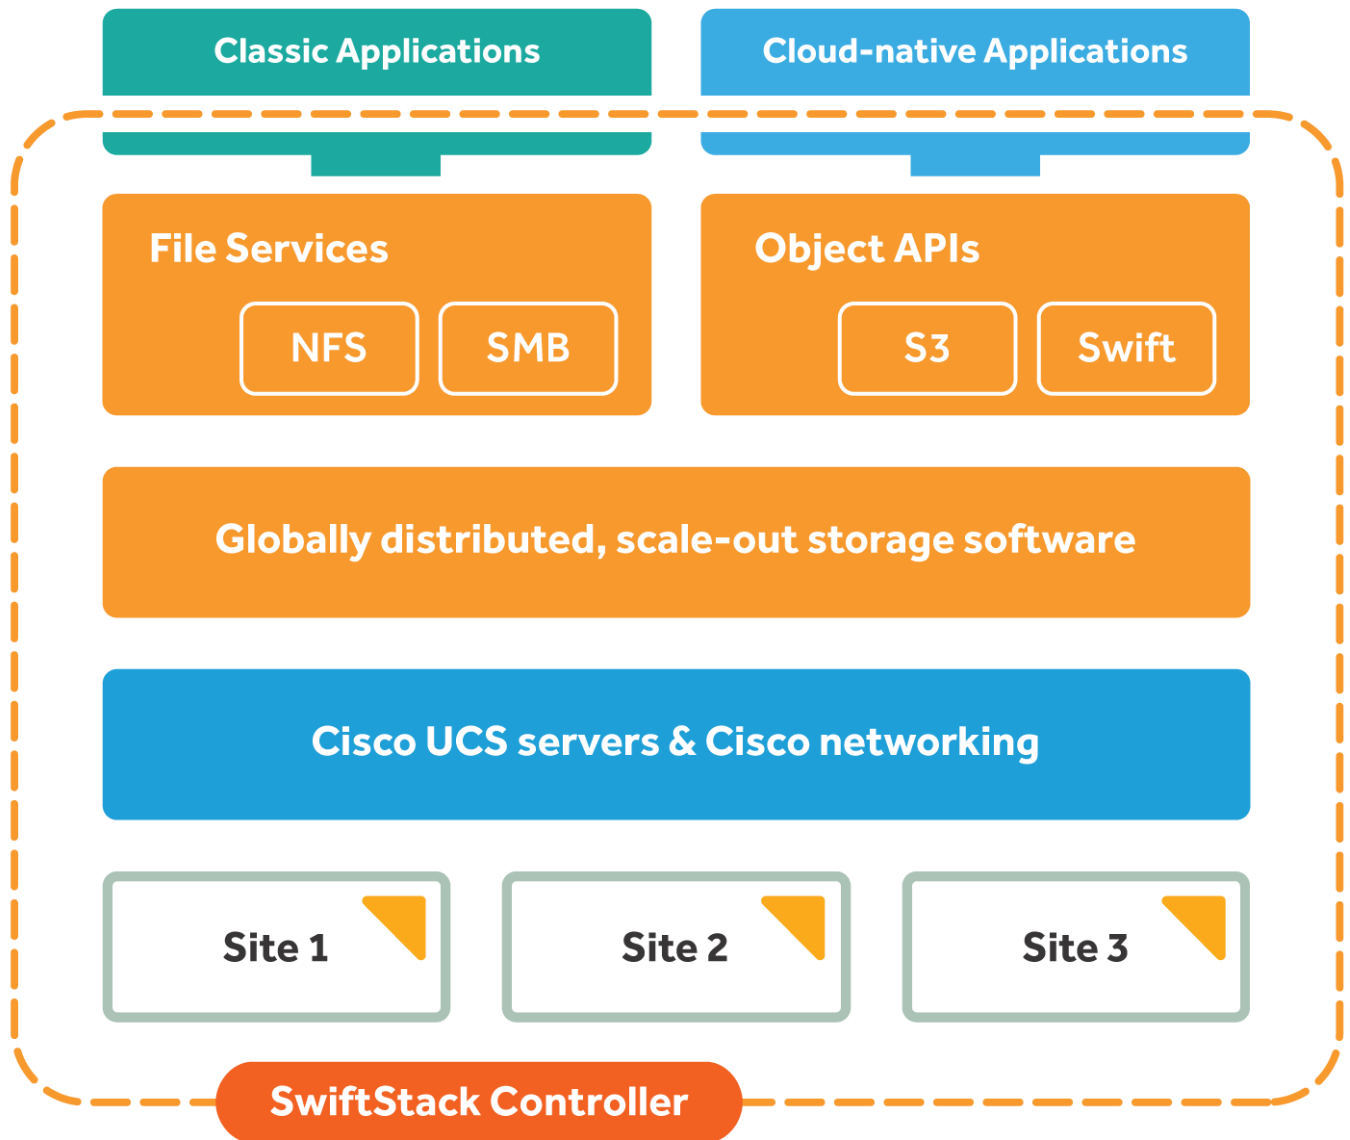 Classic Applications
Cloud-native Applications
File Services
NFS
SMB
Object APIs
S3
Swift
Globally distributed, scale-out storage software
Cisco UCS servers & Cisco networking
Site 1
Site 2
Site 3
SwiftStack Controller